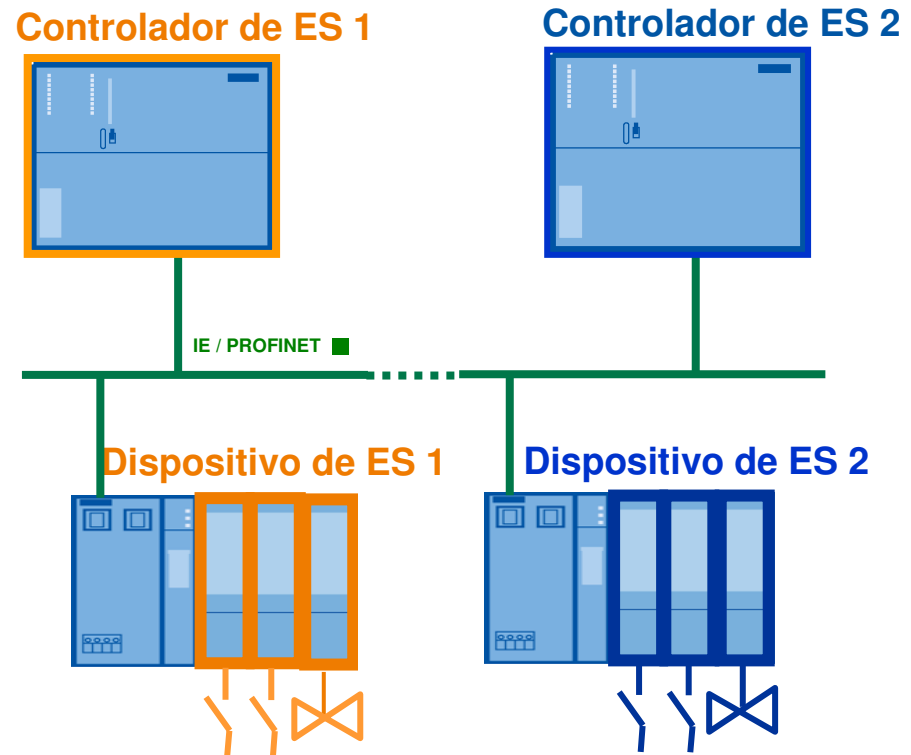 Controlador de ES 1
Controlador de ES 2
IE / PROFINET
Dispositivo de ES 1
Dispositivo de ES 2